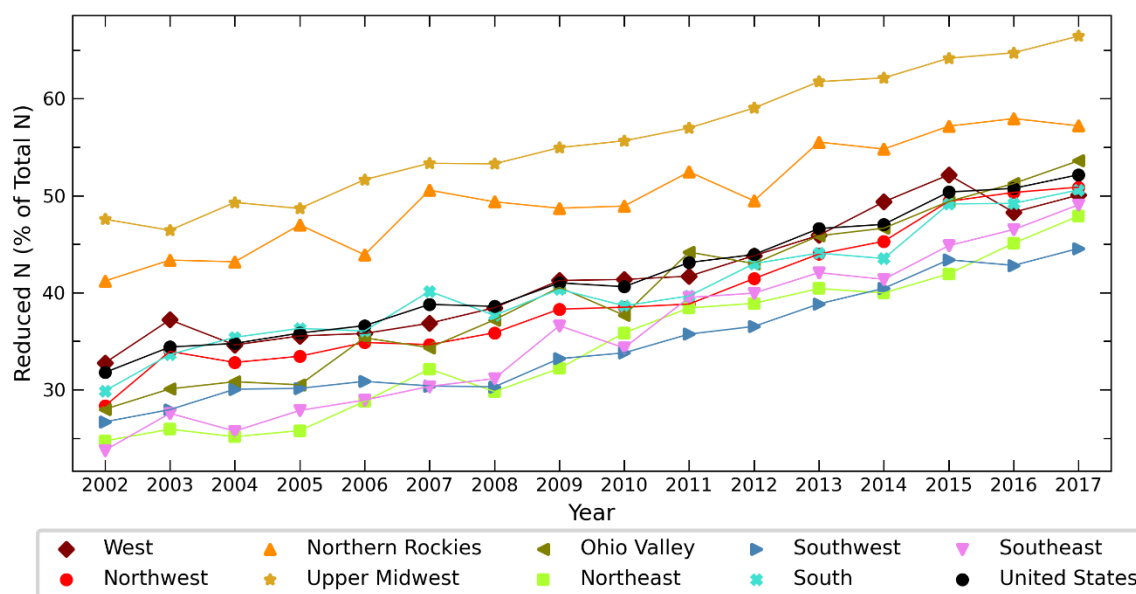 Reduced N (% of Total N)
60
50
40
30
2002 2003 2004 2005 2006 2007 2008 2009 2010 2011 2012 2013 2014 2015 2016 2017
Year
West Northern Rockies Ohio Valley Southwest Southeast
Northwest Upper Midwest Northeast South United States